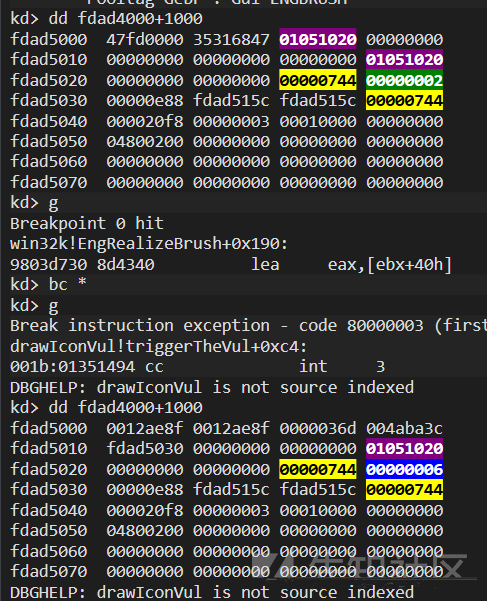 kd> dd fdad4000+1000
fdad5000  47fd0000 35316847 01051020 00000000
fdad5010  00000000 00000000 00000000 01051020
fdad5020  00000000 00000000 00000744 00000002
fdad5030  00000e88 fdad515c fdad515c 00000744
fdad5040  000020f8 00000003 00010000 00000000
fdad5050  04800200 00000000 00000000 00000000
fdad5060  00000000 00000000 00000000 00000000
fdad5070  00000000 00000000 00000000 00000000
kd> g
Breakpoint 0 hit
win32k!EngRealizeBrush+0x190:
9803d730 8d4340          lea     eax,[ebx+40h]
kd> bc *
kd> g
Break instruction exception - code 80000003 (first
drawIconVul!triggerTheVul+0xc4:
001b:01351494 cc              int     3
DBGHELP: drawIconVul is not source indexed
kd> dd fdad4000+1000
fdad5000  0012ae8f 0012ae8f 0000036d 004aba3c
fdad5010  fdad5030 00000000 00000000 01051020
fdad5020  00000000 00000000 00000744 00000006
fdad5030  00000e88 fdad515c fdad515c 00000744
fdad5040  000020f8 00000003 00010000 00000000
fdad5050  04800200 00000000 00000000 00000000
fdad5060  00000000 00000000 00000000 00000000
fdad5070  00000000 00000000 00000000 00000000
DBGHELP: drawIconVul is not source indexed
先知社区